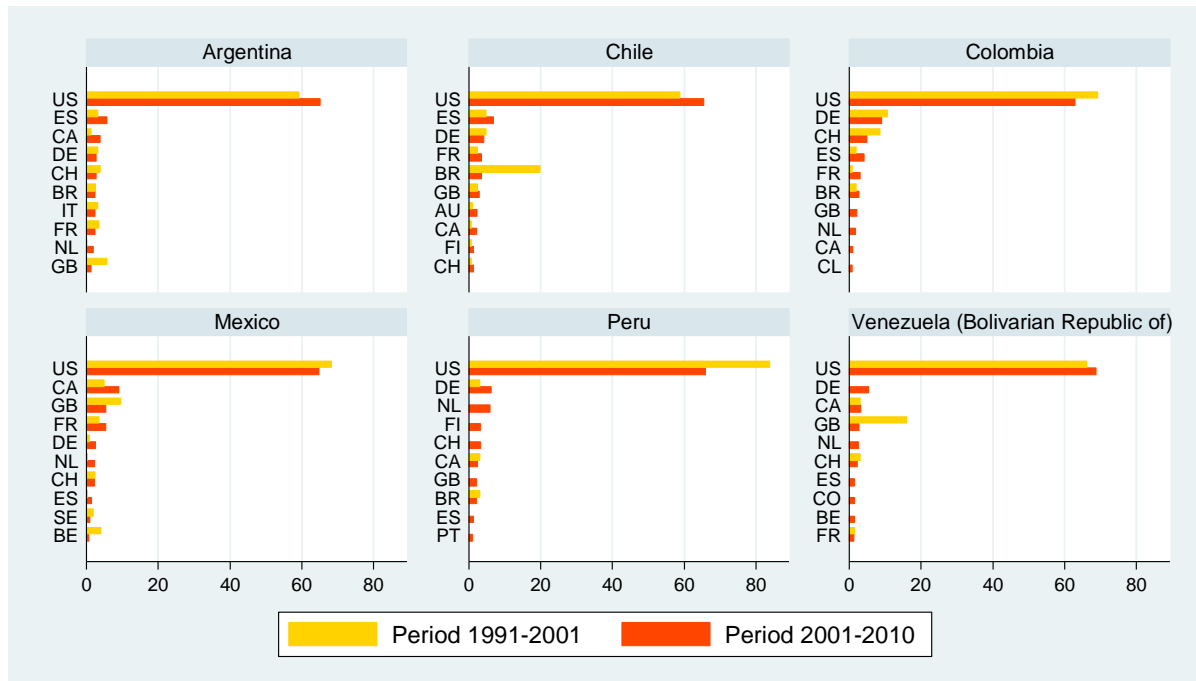 Argentina
US
ES
CA
DE
CH
BR
IT
FR
NL
GB
Chile
US
ES
DE
FR
BR
GB
AU
CA
FI
CH
Colombia
US
DE
CH
ES
FR
BR
GB
NL
CA
CL
Mexico
US
CA
GB
FR
DE
NL
CH
ES
SE
BE
0 20 40 60 80
Peru
US
DE
NL
FI
CH
CA
GB
BR
ES
PT
0 20 40 60 80
Venezuela (Bolivarian Republic of)
US
DE
CA
GB
NL
CH
ES
CO
BE
FR
0 20 40 60 80
Period 1991-2001 Period 2001-2010